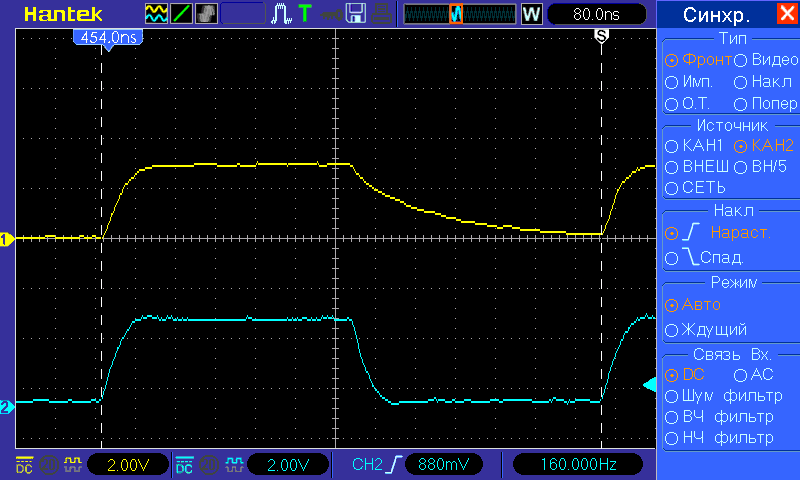 Hantek T W 80.0ns Синхр.
454.0ns
S
Тип
Фронт Видео
Имп. Накл
О.Т. Попер
Источник
КАН1 КАН2
ВНЕШ ВН/5
СЕТЬ
Накл
Нараст.
Спад.
Режим
Авто
Ждущий
Связь Вх.
DC AC
Шум фильтр
ВЧ фильтр
НЧ фильтр
1
2
DC 2.00V DC 2.00V CH2 880mV 160.000Hz